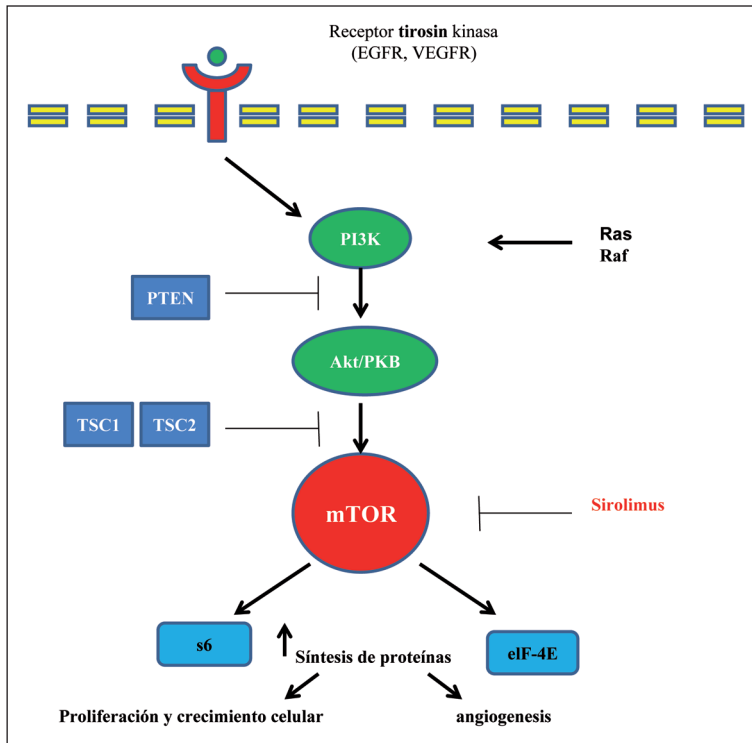 Receptor tirosin kinasa
(EGFR, VEGFR)
PI3K
Ras
Raf
PTEN
Akt/PKB
TSC1
TSC2
mTOR
Sirolimus
s6
Síntesis de proteínas
elF-4E
Proliferación y crecimiento celular
angiogenesis